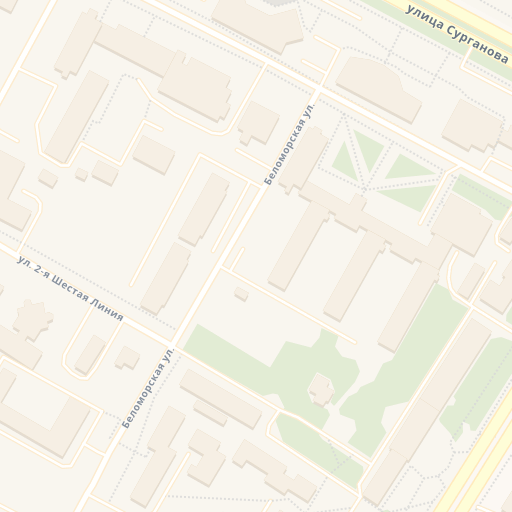 улица Сурганова
Беломорская ул.
ул. 2-я Шестая Линия
Беломорская ул.